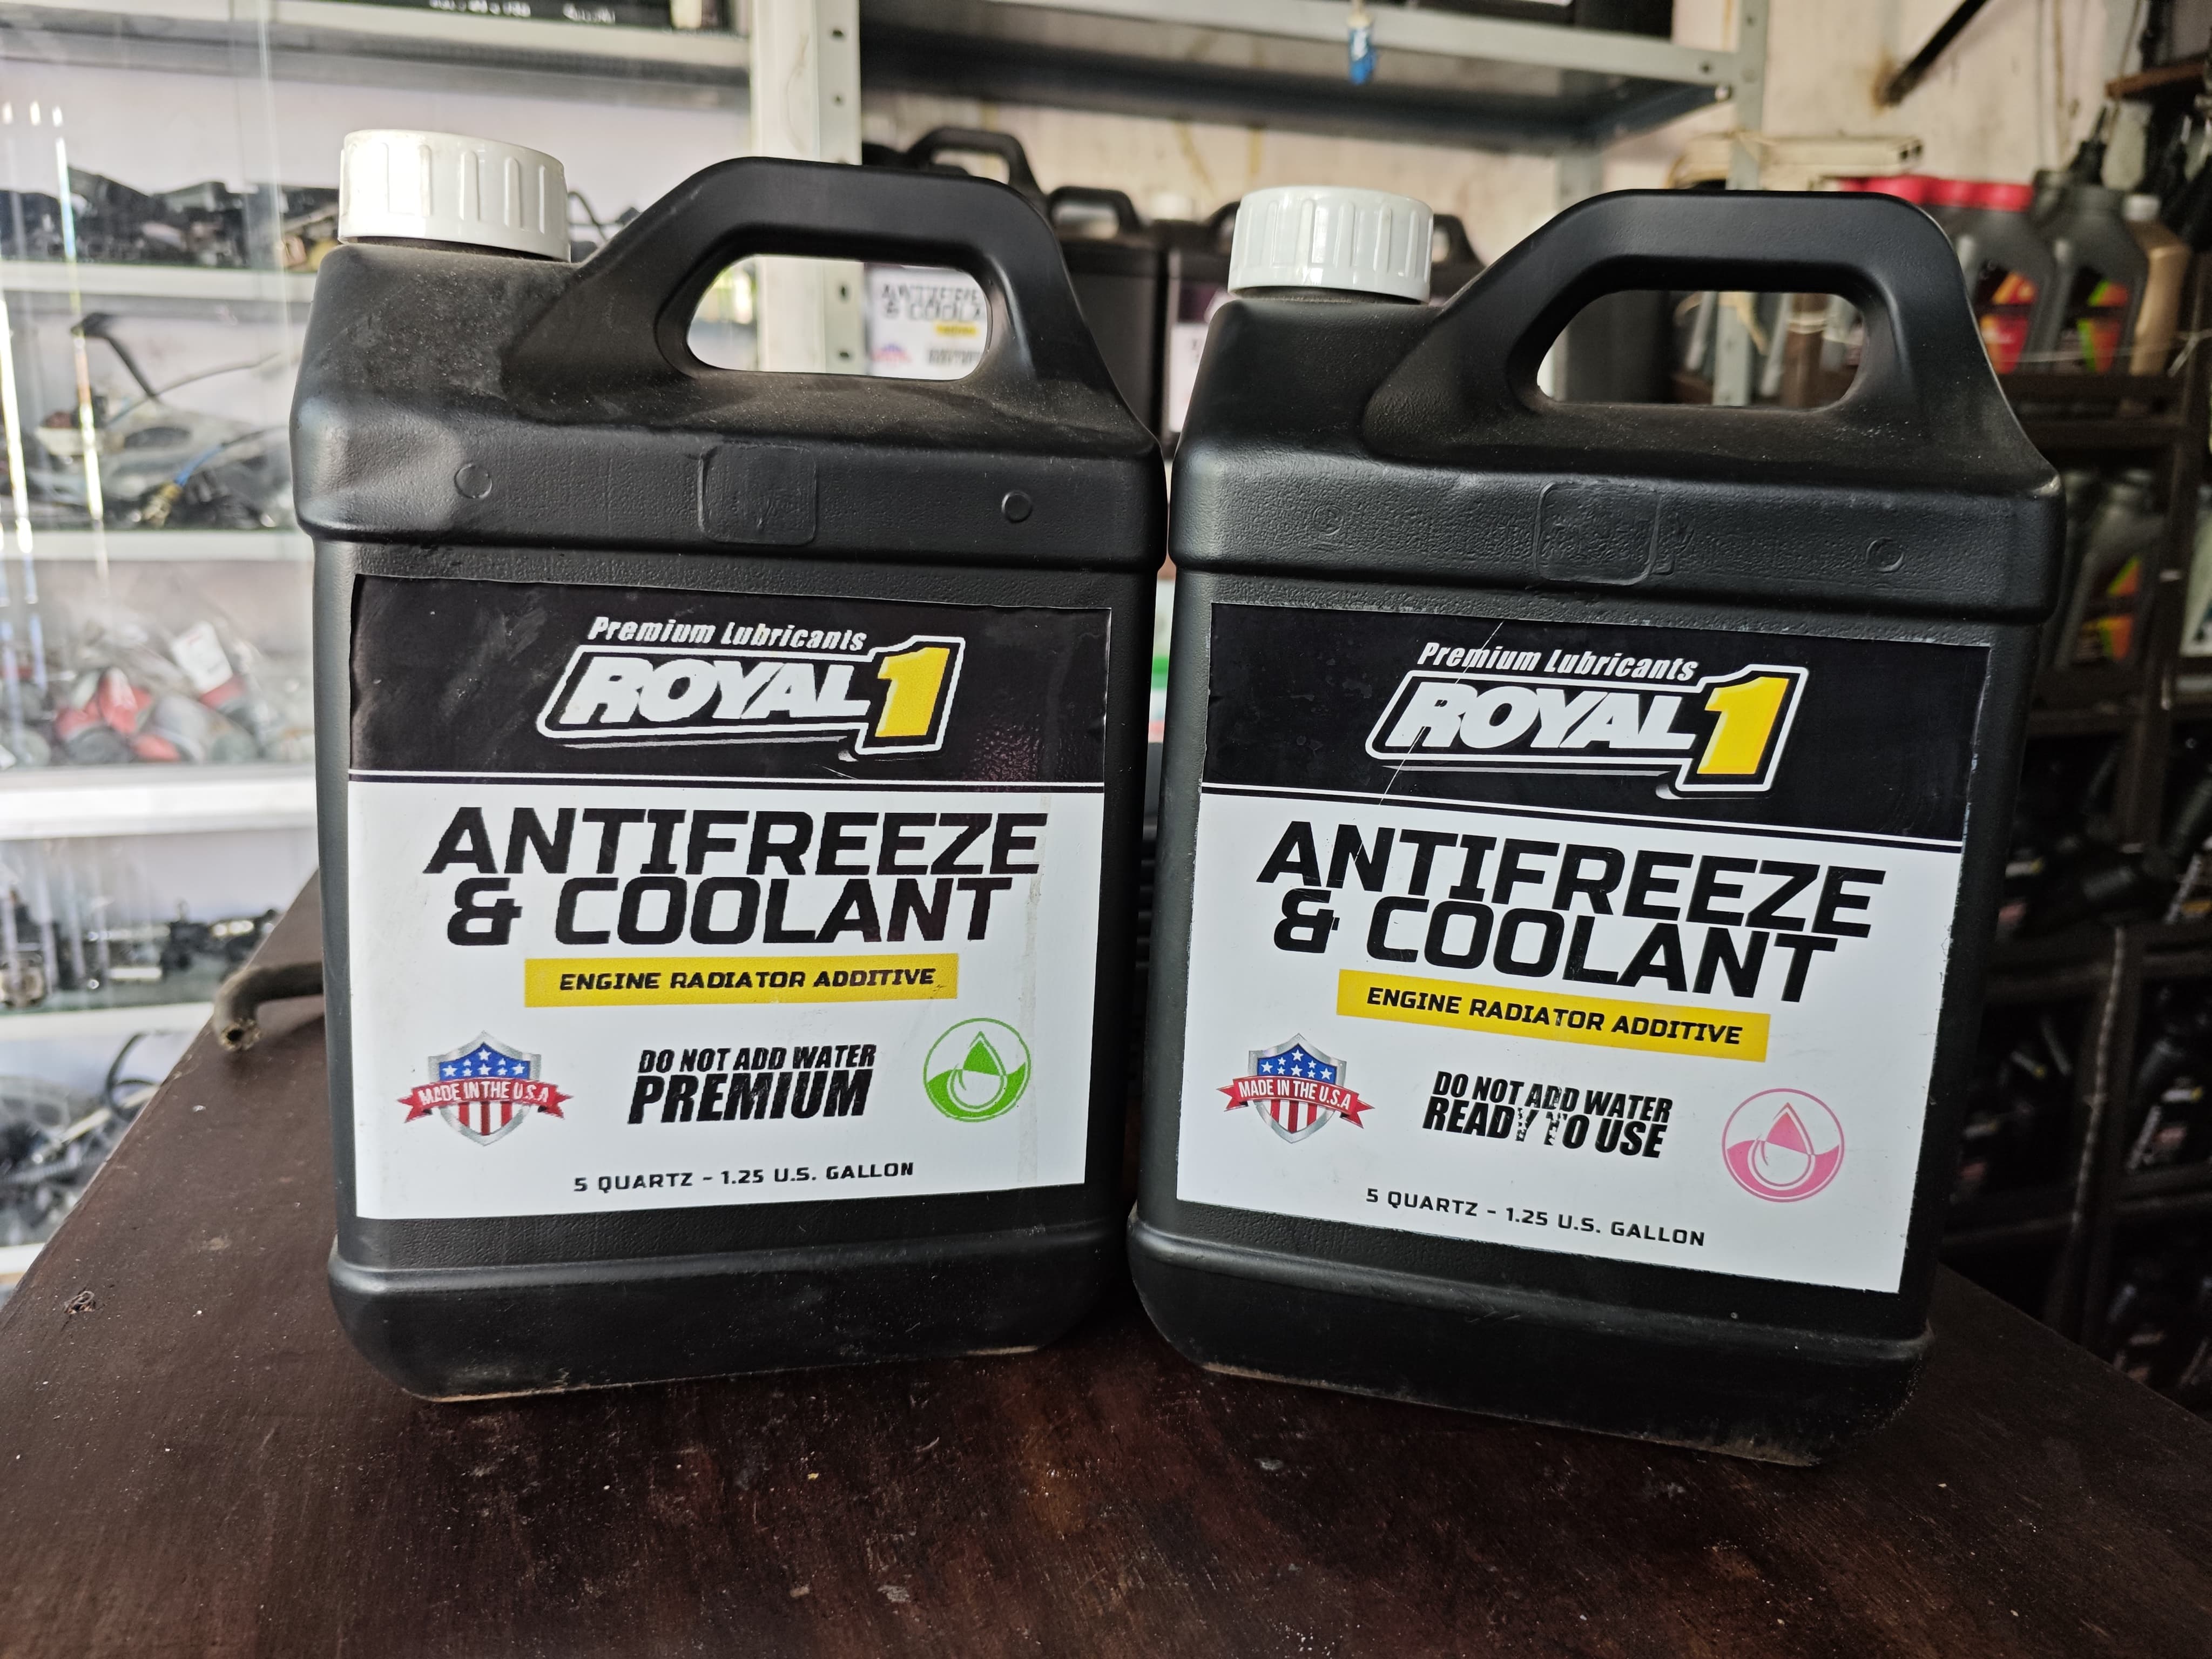 Premium Lubricants
ROYAL 1
ANTIFREEZE
& COOLANT
ENGINE RADIATOR ADDITIVE
MADE IN THE U.S.A
DO NOT ADD WATER
PREMIUM
5 QUARTZ - 1.25 U.S. GALLON
Premium Lubricants
ROYAL 1
ANTIFREEZE
& COOLANT
ENGINE RADIATOR ADDITIVE
MADE IN THE U.S.A
DO NOT ADD WATER
READY TO USE
5 QUARTZ - 1.25 U.S. GALLON